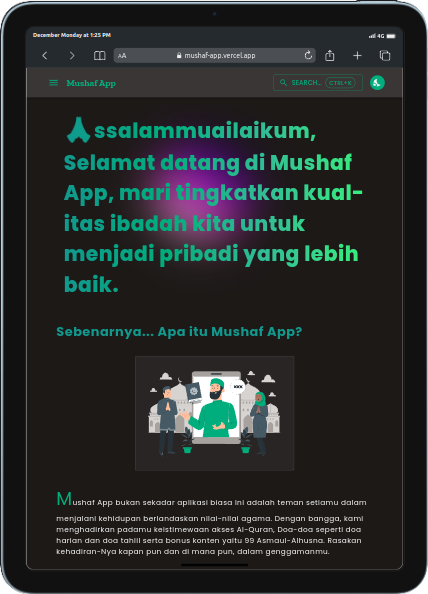 December Monday at 1:25 PM
4G
AA
mushaf-app.vercel.app
Mushaf App
SEARCH...
CTRL+K
ssalammuailaikum,
Selamat datang di Mushaf
App, mari tingkatkan kual-
itas ibadah kita untuk
menjadi pribadi yang lebih
baik.
Sebenarnya... Apa itu Mushaf App?
Mushaf App bukan sekadar aplikasi biasa ini adalah teman setiamu dalam
menjalani kehidupan berlandaskan nilai-nilai agama. Dengan bangga, kami
menghadirkan padamu keistimewaan akses Al-Quran, Doa-doa seperti doa
harian dan doa tahlil serta bonus konten yaitu 99 Asmaul-Alhusna. Rasakan
kehadiran-Nya kapan pun dan di mana pun, dalam genggamanmu.